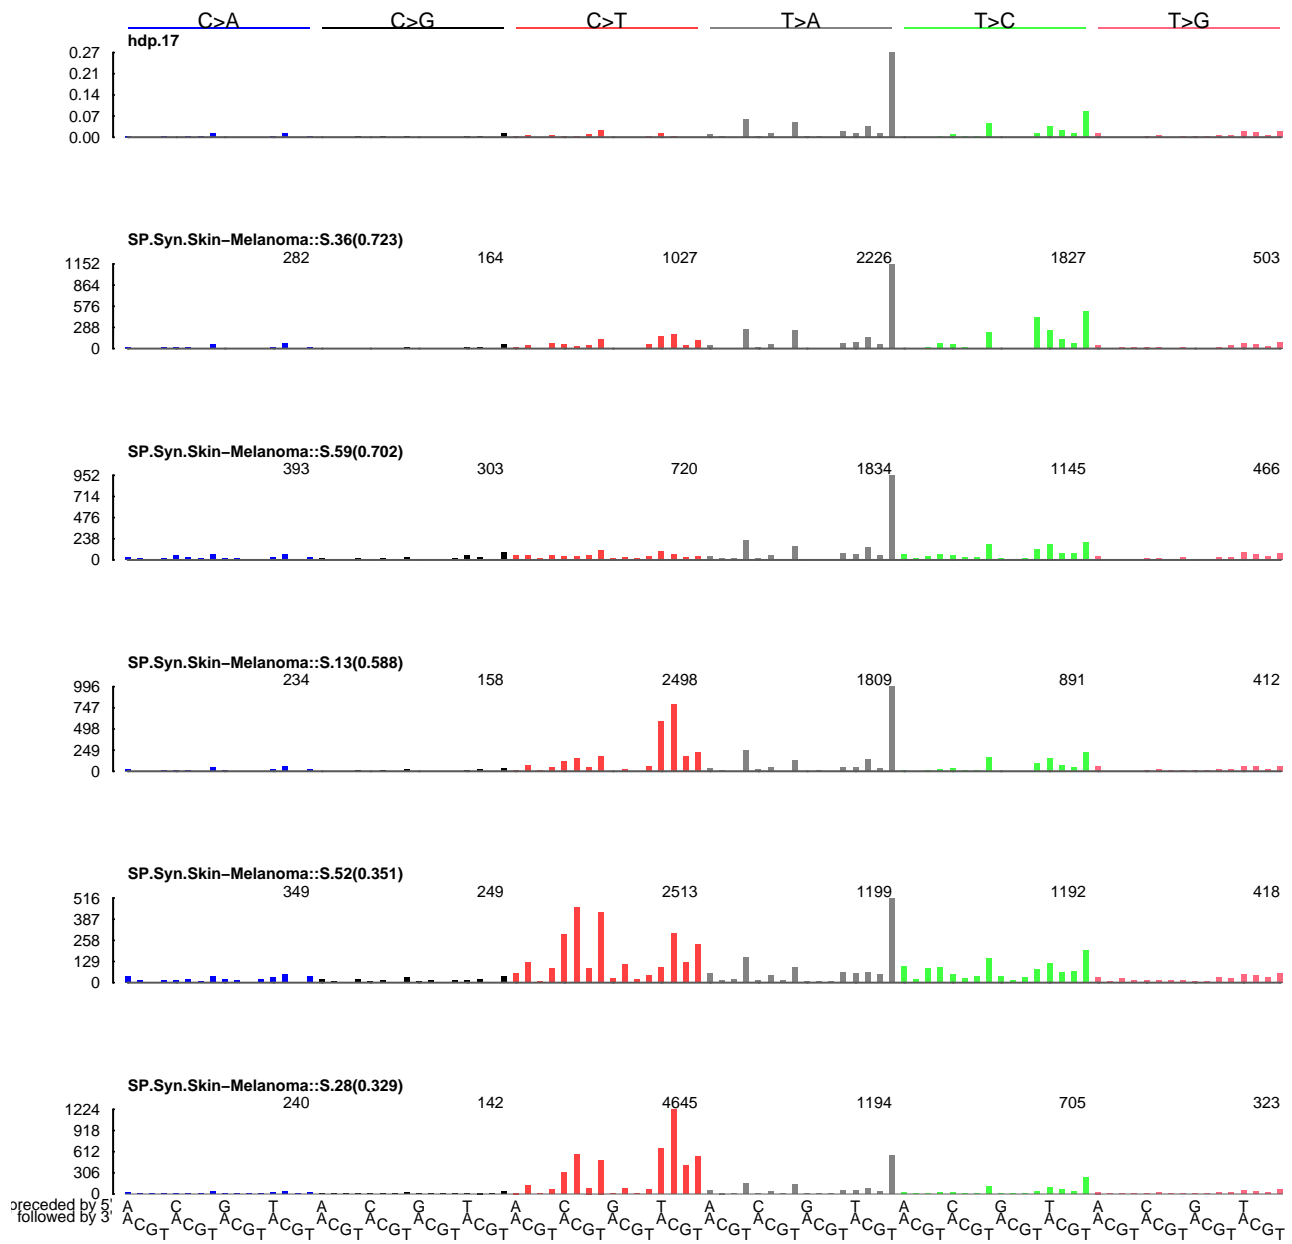 C>A C>G C>T T>A T>C T>G
hdp.17
0.27
0.21
0.14
0.07
0.00
SP.Syn.Skin−Melanoma::S.36(0.723)
282 164 1027 2226 1827 503
1152
864
576
288
0
SP.Syn.Skin−Melanoma::S.59(0.702)
393 303 720 1834 1145 466
952
714
476
238
0
SP.Syn.Skin−Melanoma::S.13(0.588)
234 158 2498 1809 891 412
996
747
498
249
0
SP.Syn.Skin−Melanoma::S.52(0.351)
349 249 2513 1199 1192 418
516
387
258
129
0
SP.Syn.Skin−Melanoma::S.28(0.329)
240 142 4645 1194 705 323
1224
918
612
306
0
preceded by 5' A C G T A C G T A C G T A C G T A C G T A C G T
followed by 3' A C G T A C G T A C G T A C G T A C G T A C G T A C G T A C G T A C G T A C G T A C G T A C G T A C G T A C G T A C G T A C G T A C G T A C G T A C G T A C G T A C G T A C G T A C G T A C G T